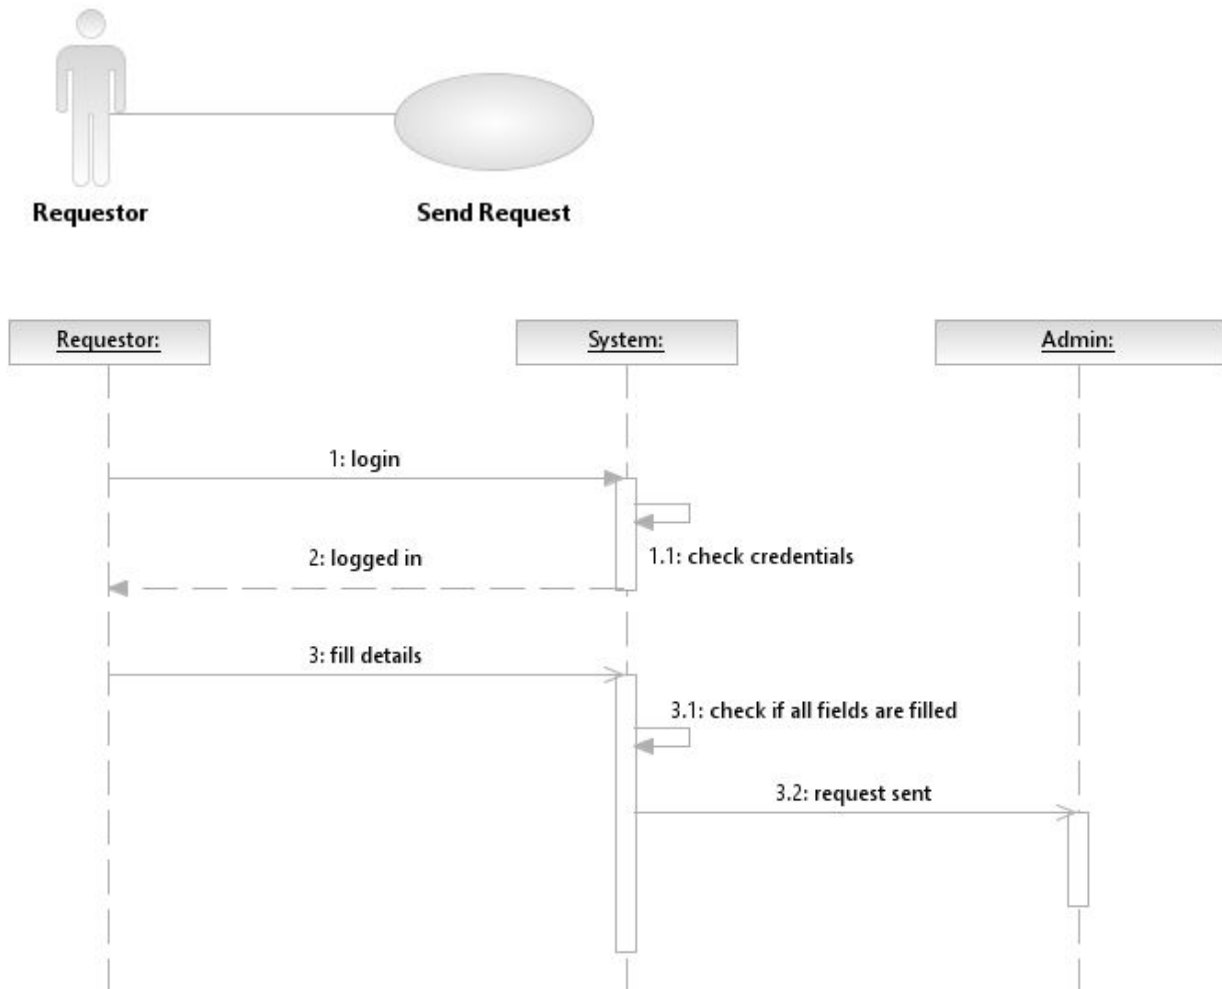 Requestor
Send Request
Requestor:
System:
Admin:
1: login
1.1: check credentials
2: logged in
3: fill details
3.1: check if all fields are filled
3.2: request sent